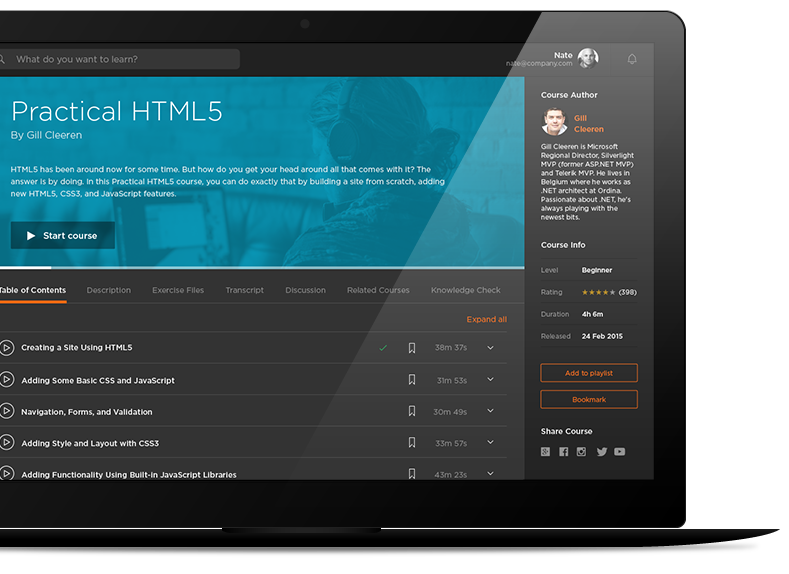 What do you want to learn?
Nate
nate@company.com
Practical HTML5
By Gill Cleeren
HTML5 has been around now for some time. But how do you get your head around all that comes with it? The
answer is by doing. In this Practical HTML5 course, you can do exactly that by building a site from scratch, adding
new HTML5, CSS3, and JavaScript features.
Start course
Table of Contents
Description
Exercise Files
Transcript
Discussion
Related Courses
Knowledge Check
Expand all
Creating a Site Using HTML5
38m 37s
Adding Some Basic CSS and JavaScript
31m 53s
Navigation, Forms, and Validation
30m 49s
Adding Style and Layout with CSS3
33m 57s
Adding Functionality Using Built-in JavaScript Libraries
43m 23s
Course Author
Gill
Cleeren
Gill Cleeren is Microsoft
Regional Director, Silverlight
MVP (former ASP.NET MVP)
and Telerik MVP. He lives in
Belgium where he works as
.NET architect at Ordina.
Passionate about .NET, he's
always playing with the
newest bits.
Course Info
Level Beginner
Rating (398)
Duration 4h 6m
Released 24 Feb 2015
Add to playlist
Bookmark
Share Course